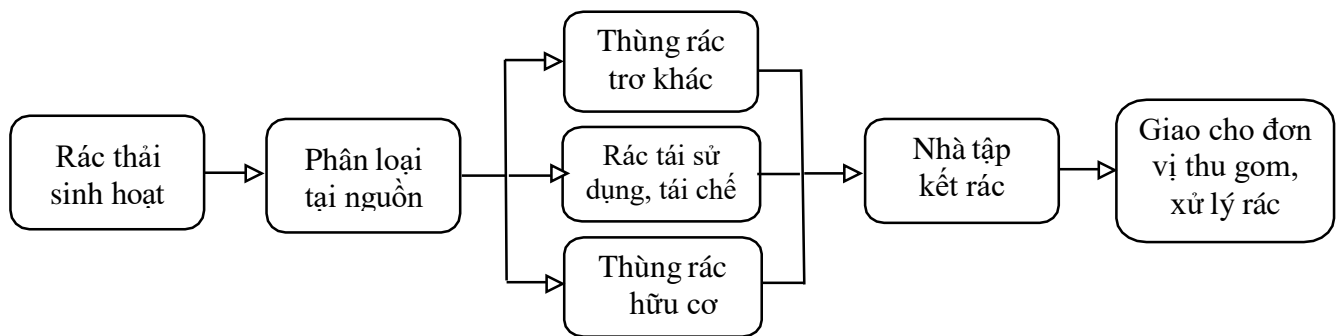 Rác thải
sinh hoạt
Phân loại
tại nguồn
Thùng rác
trơ khác
Rác tái sử
dụng, tái chế
Thùng rác
hữu cơ
Nhà tập
kết rác
Giao cho đơn
vị thu gom,
xử lý rác